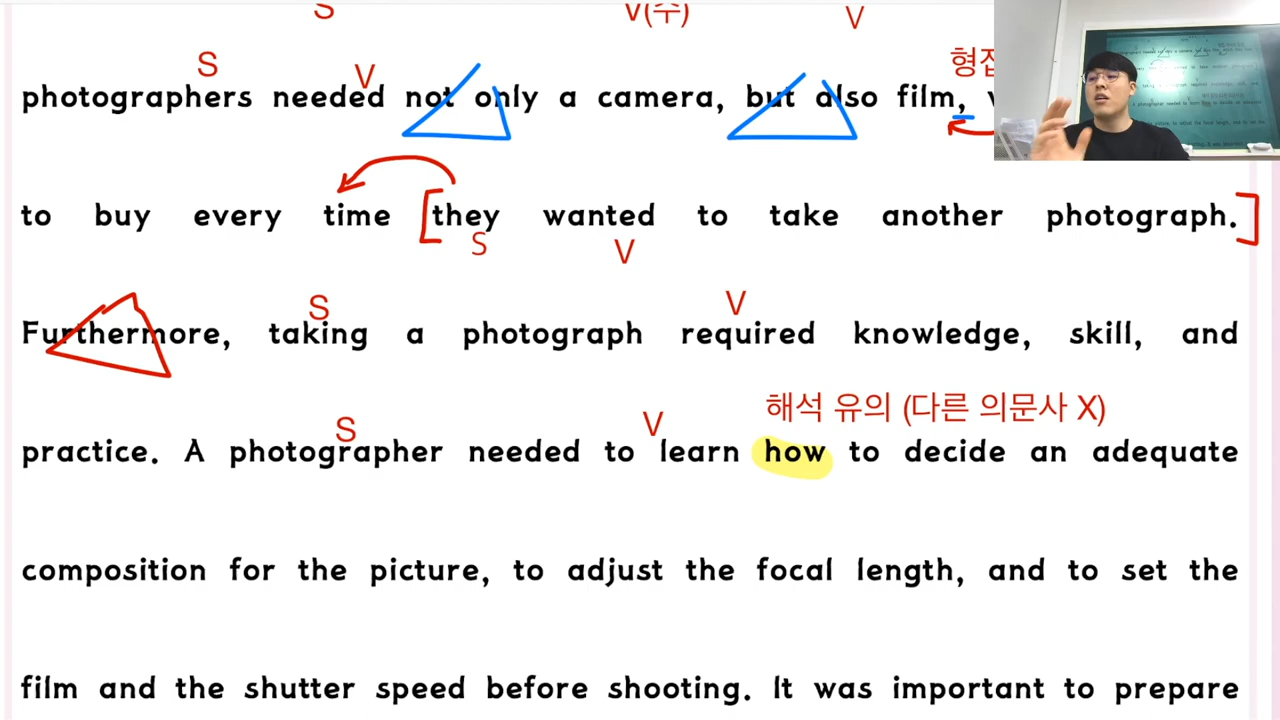 S V(수) V
S V 형접
photographers needed not only a camera, but also film,
to buy every time [they wanted to take another photograph.]
S V
S V
Furthermore, taking a photograph required knowledge, skill, and
해석 유의 (다른 의문사 X)
S V
practice. A photographer needed to learn how to decide an adequate
composition for the picture, to adjust the focal length, and to set the
film and the shutter speed before shooting. It was important to prepare